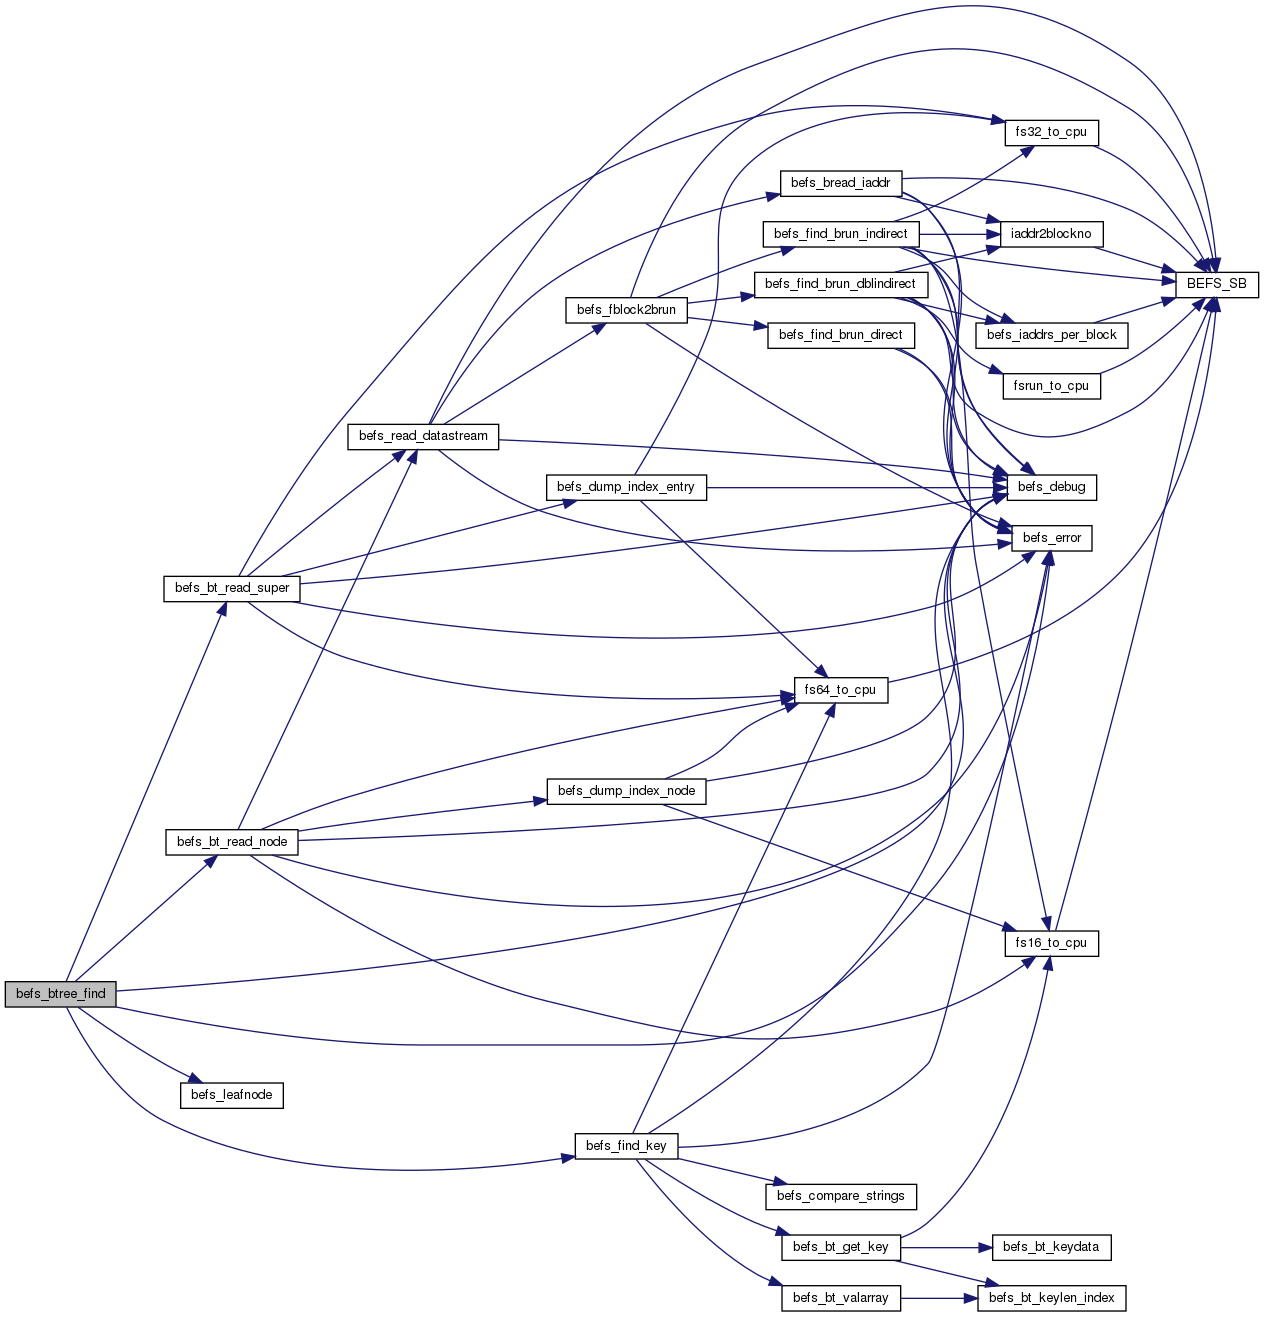 fs32_to_cpu
befs_bread_iaddr
befs_find_brun_indirect
iaddr2blockno
befs_find_brun_dblindirect
BEFS_SB
befs_fblock2brun
befs_find_brun_direct
befs_iaddrs_per_block
fsrun_to_cpu
befs_read_datastream
befs_dump_index_entry
befs_debug
befs_error
befs_bt_read_super
fs64_to_cpu
befs_dump_index_node
befs_bt_read_node
fs16_to_cpu
befs_btree_find
befs_leafnode
befs_find_key
befs_compare_strings
befs_bt_get_key
befs_bt_keydata
befs_bt_valarray
befs_bt_keylen_index